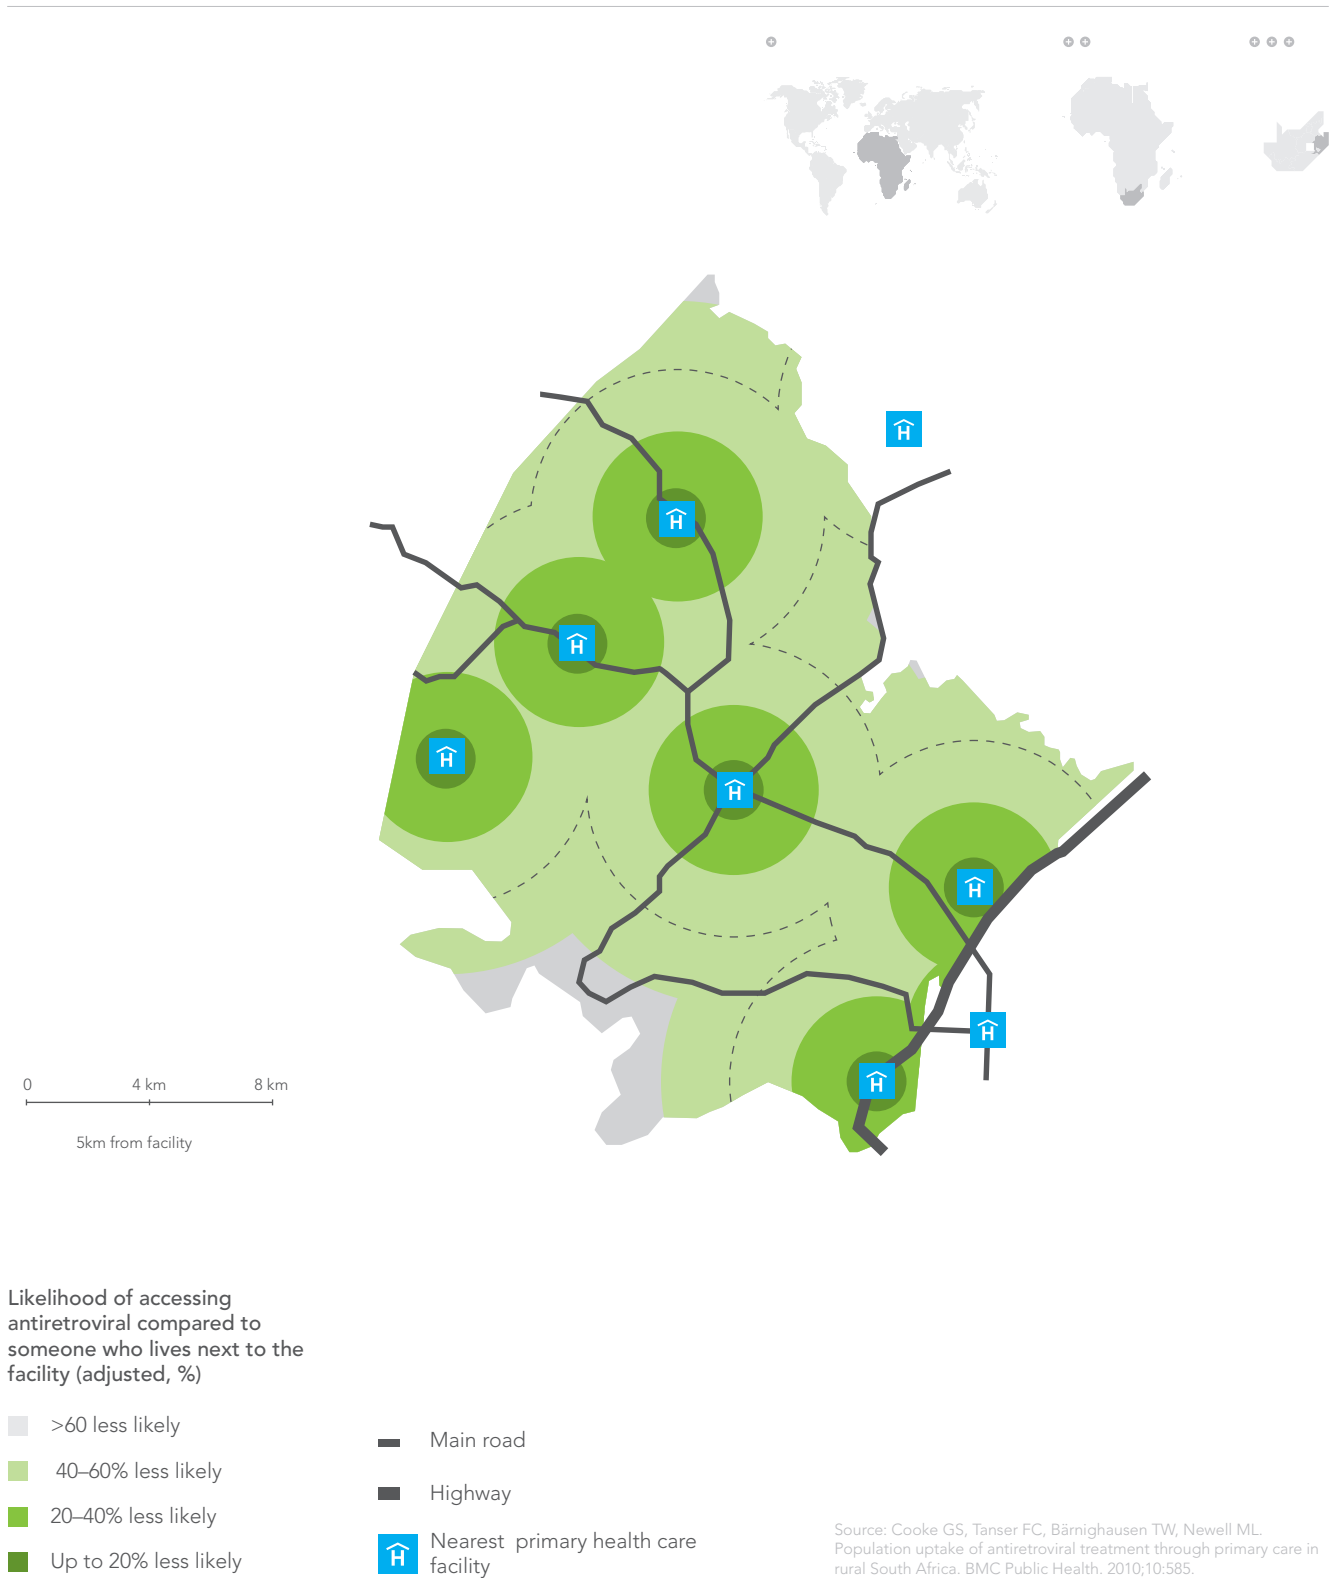 0 4 km 8 km
5km from facility
Likelihood of accessing
antiretroviral compared to
someone who lives next to the
facility (adjusted, %)
>60 less likely
40–60% less likely
20–40% less likely
Up to 20% less likely
Main road
Highway
Nearest primary health care
facility
H
H
H
H
H
H
H
H
H
Source: Cooke GS, Tanser FC, Bärnighausen TW, Newell ML.
Population uptake of antiretroviral treatment through primary care in
rural South Africa. BMC Public Health. 2010;10:585.